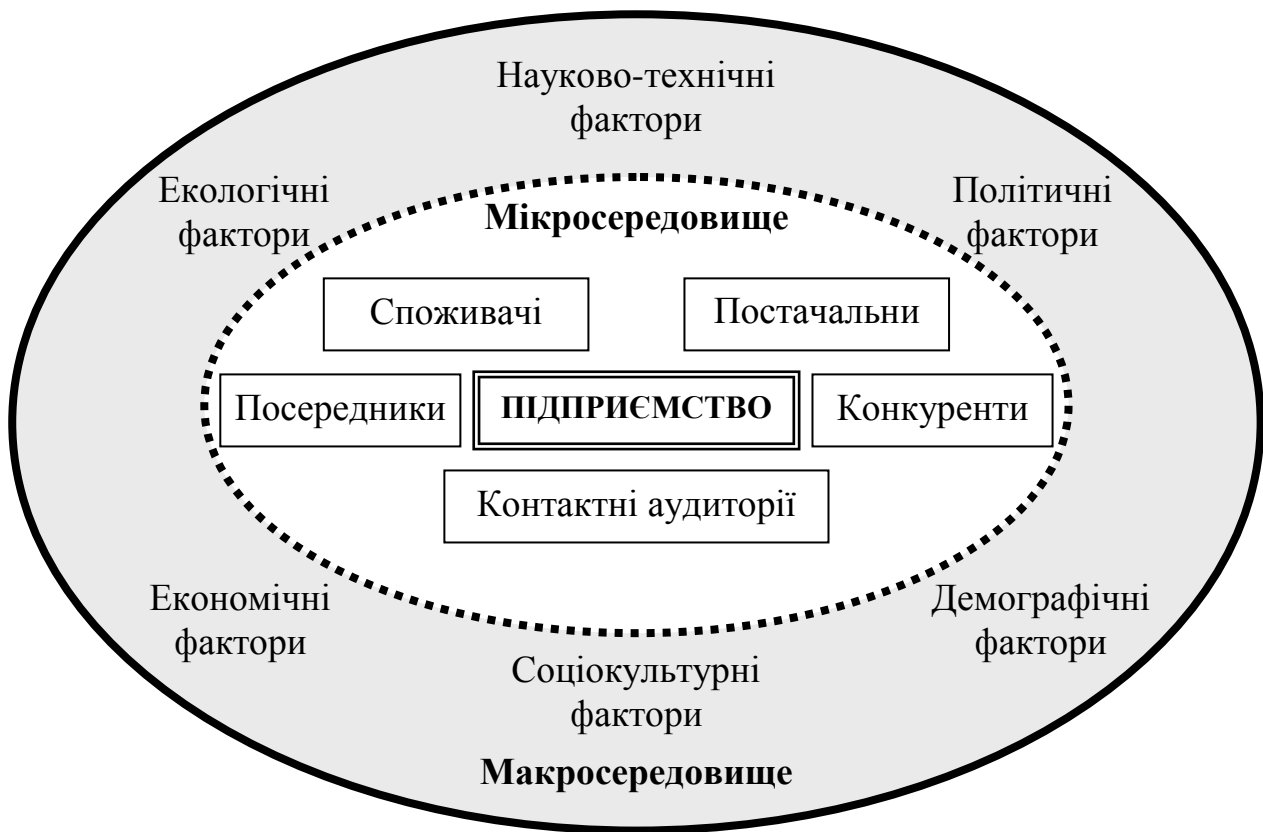 Науково-технічні
фактори
Екологічні
фактори
Політичні
фактори
Мікросередовище
Споживачі
Постачальни
Посередники
ПІДПРИЄМСТВО
Конкуренти
Контактні аудиторії
Економічні
фактори
Демографічні
фактори
Соціокультурні
фактори
Макросередовище